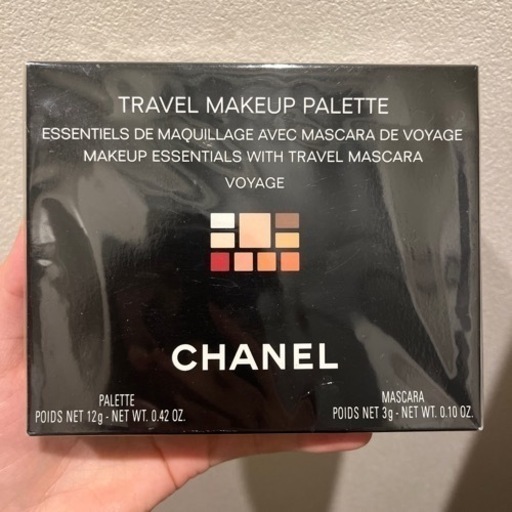 TRAVEL MAKEUP PALETTE
ESSENTIELS DE MAQUILLAGE AVEC MASCARA DE VOYAGE
MAKEUP ESSENTIALS WITH TRAVEL MASCARA
VOYAGE
CHANEL
PALETTE
POIDS NET 12g - NET WT. 0.42 OZ.
MASCARA
POIDS NET 3g - NET WT. 0.10 OZ.